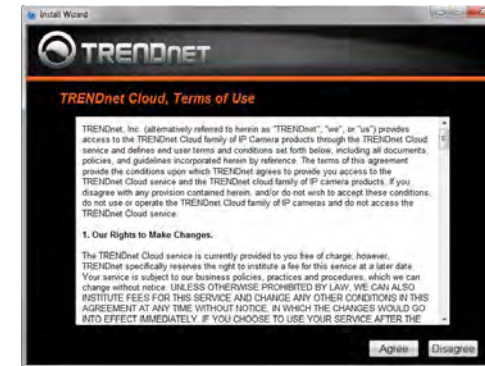 Install Wizard
TRENDnet
TRENDnet Cloud, Terms of Use
TRENDnet, Inc. (alternatively referred to herein as "TRENDnet", "we", or "us") provides
access to the TRENDnet Cloud family of IP Camera products through the TRENDnet Cloud
service and defines end user terms and conditions set forth below, including all documents,
policies, and guidelines incorporated herein by reference. The terms of this agreement
provide the conditions upon which TRENDnet agrees to provide you access to the
TRENDnet Cloud service and the TRENDnet cloud family of IP camera products. If you
disagree with any provision contained herein, and/or do not wish to accept these conditions,
do not use or operate the TRENDnet Cloud family of IP cameras and do not access the
TRENDnet Cloud service.
1. Our Rights to Make Changes.
The TRENDnet Cloud service is currently provided to you free of charge; however,
TRENDnet specifically reserves the right to institute a fee for this service at a later date.
Your service is subject to our business policies, practices and procedures, which we can
change without notice. UNLESS OTHERWISE PROHIBITED BY LAW, WE CAN ALSO
INSTITUTE FEES FOR THIS SERVICE AND CHANGE ANY OTHER CONDITIONS IN THIS
AGREEMENT AT ANY TIME WITHOUT NOTICE, IN WHICH THE CHANGES WOULD GO
INTO EFFECT IMMEDIATELY. IF YOU CHOOSE TO USE YOUR SERVICE AFTER THE
Agree Disagree